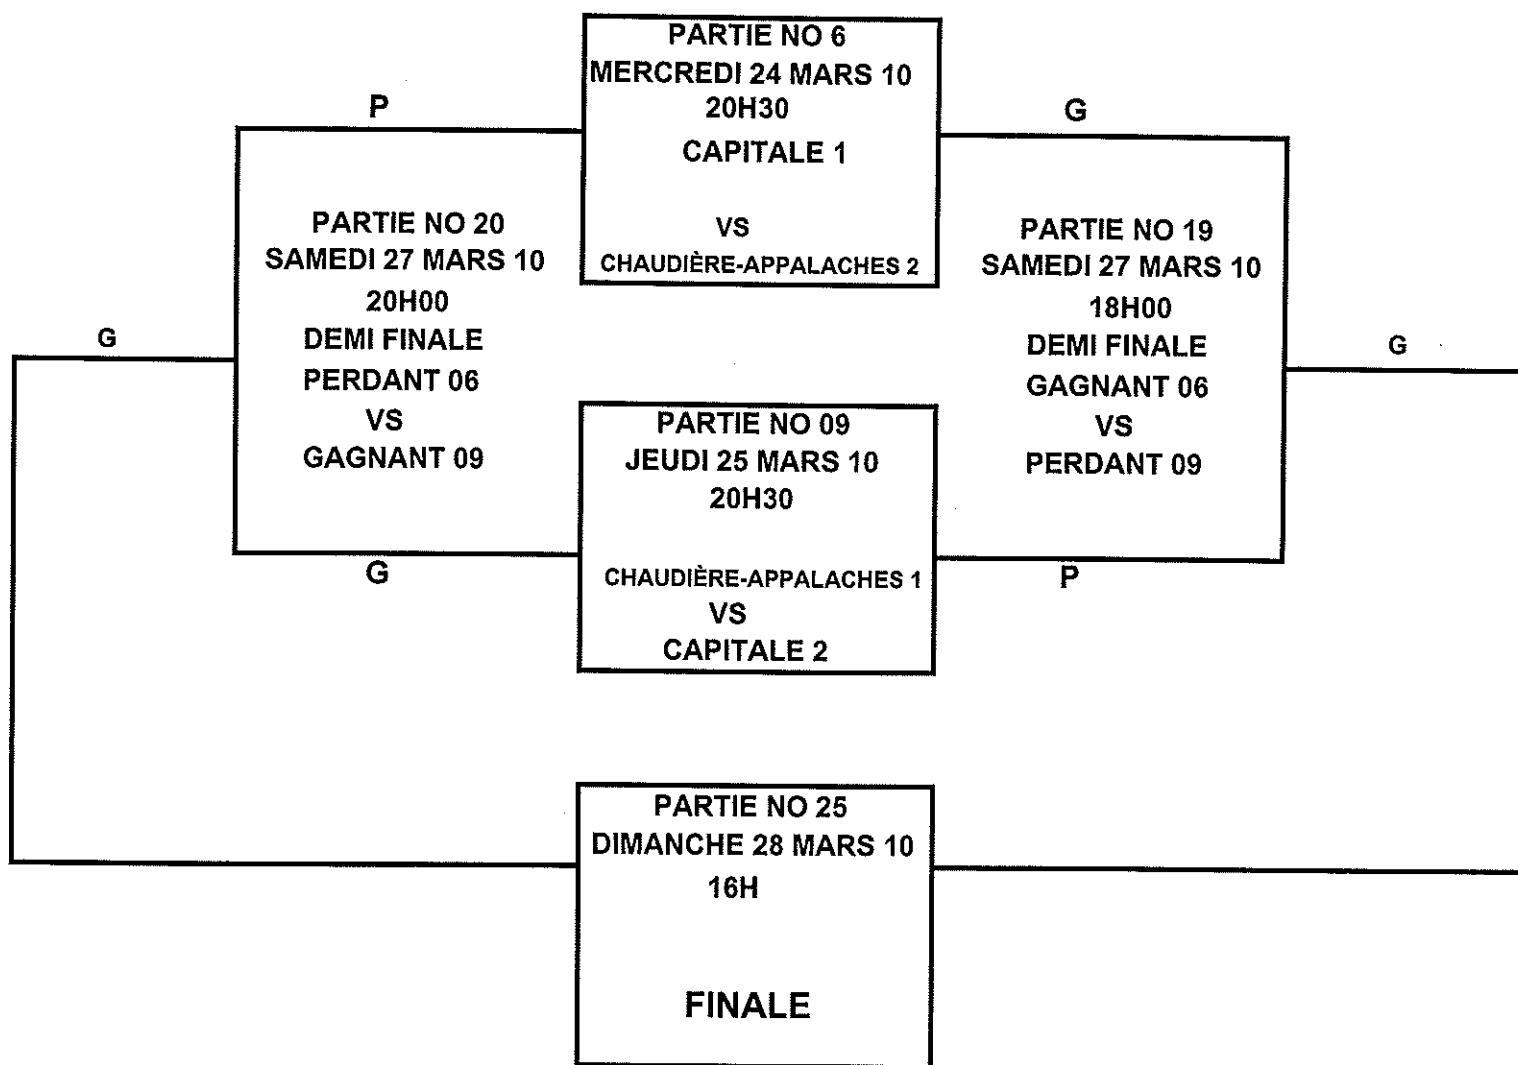 PARTIE NO 6
MERCREDI 24 MARS 10
20H30
CAPITALE 1
VS
CHAUDIÈRE-APPALACHES 2
P
G
PARTIE NO 20
SAMEDI 27 MARS 10
20H00
DEMI FINALE
PERDANT 06
VS
GAGNANT 09
PARTIE NO 19
SAMEDI 27 MARS 10
18H00
DEMI FINALE
GAGNANT 06
VS
PERDANT 09
G
G
PARTIE NO 09
JEUDI 25 MARS 10
20H30
CHAUDIÈRE-APPALACHES 1
VS
CAPITALE 2
G
P
PARTIE NO 25
DIMANCHE 28 MARS 10
16H
FINALE